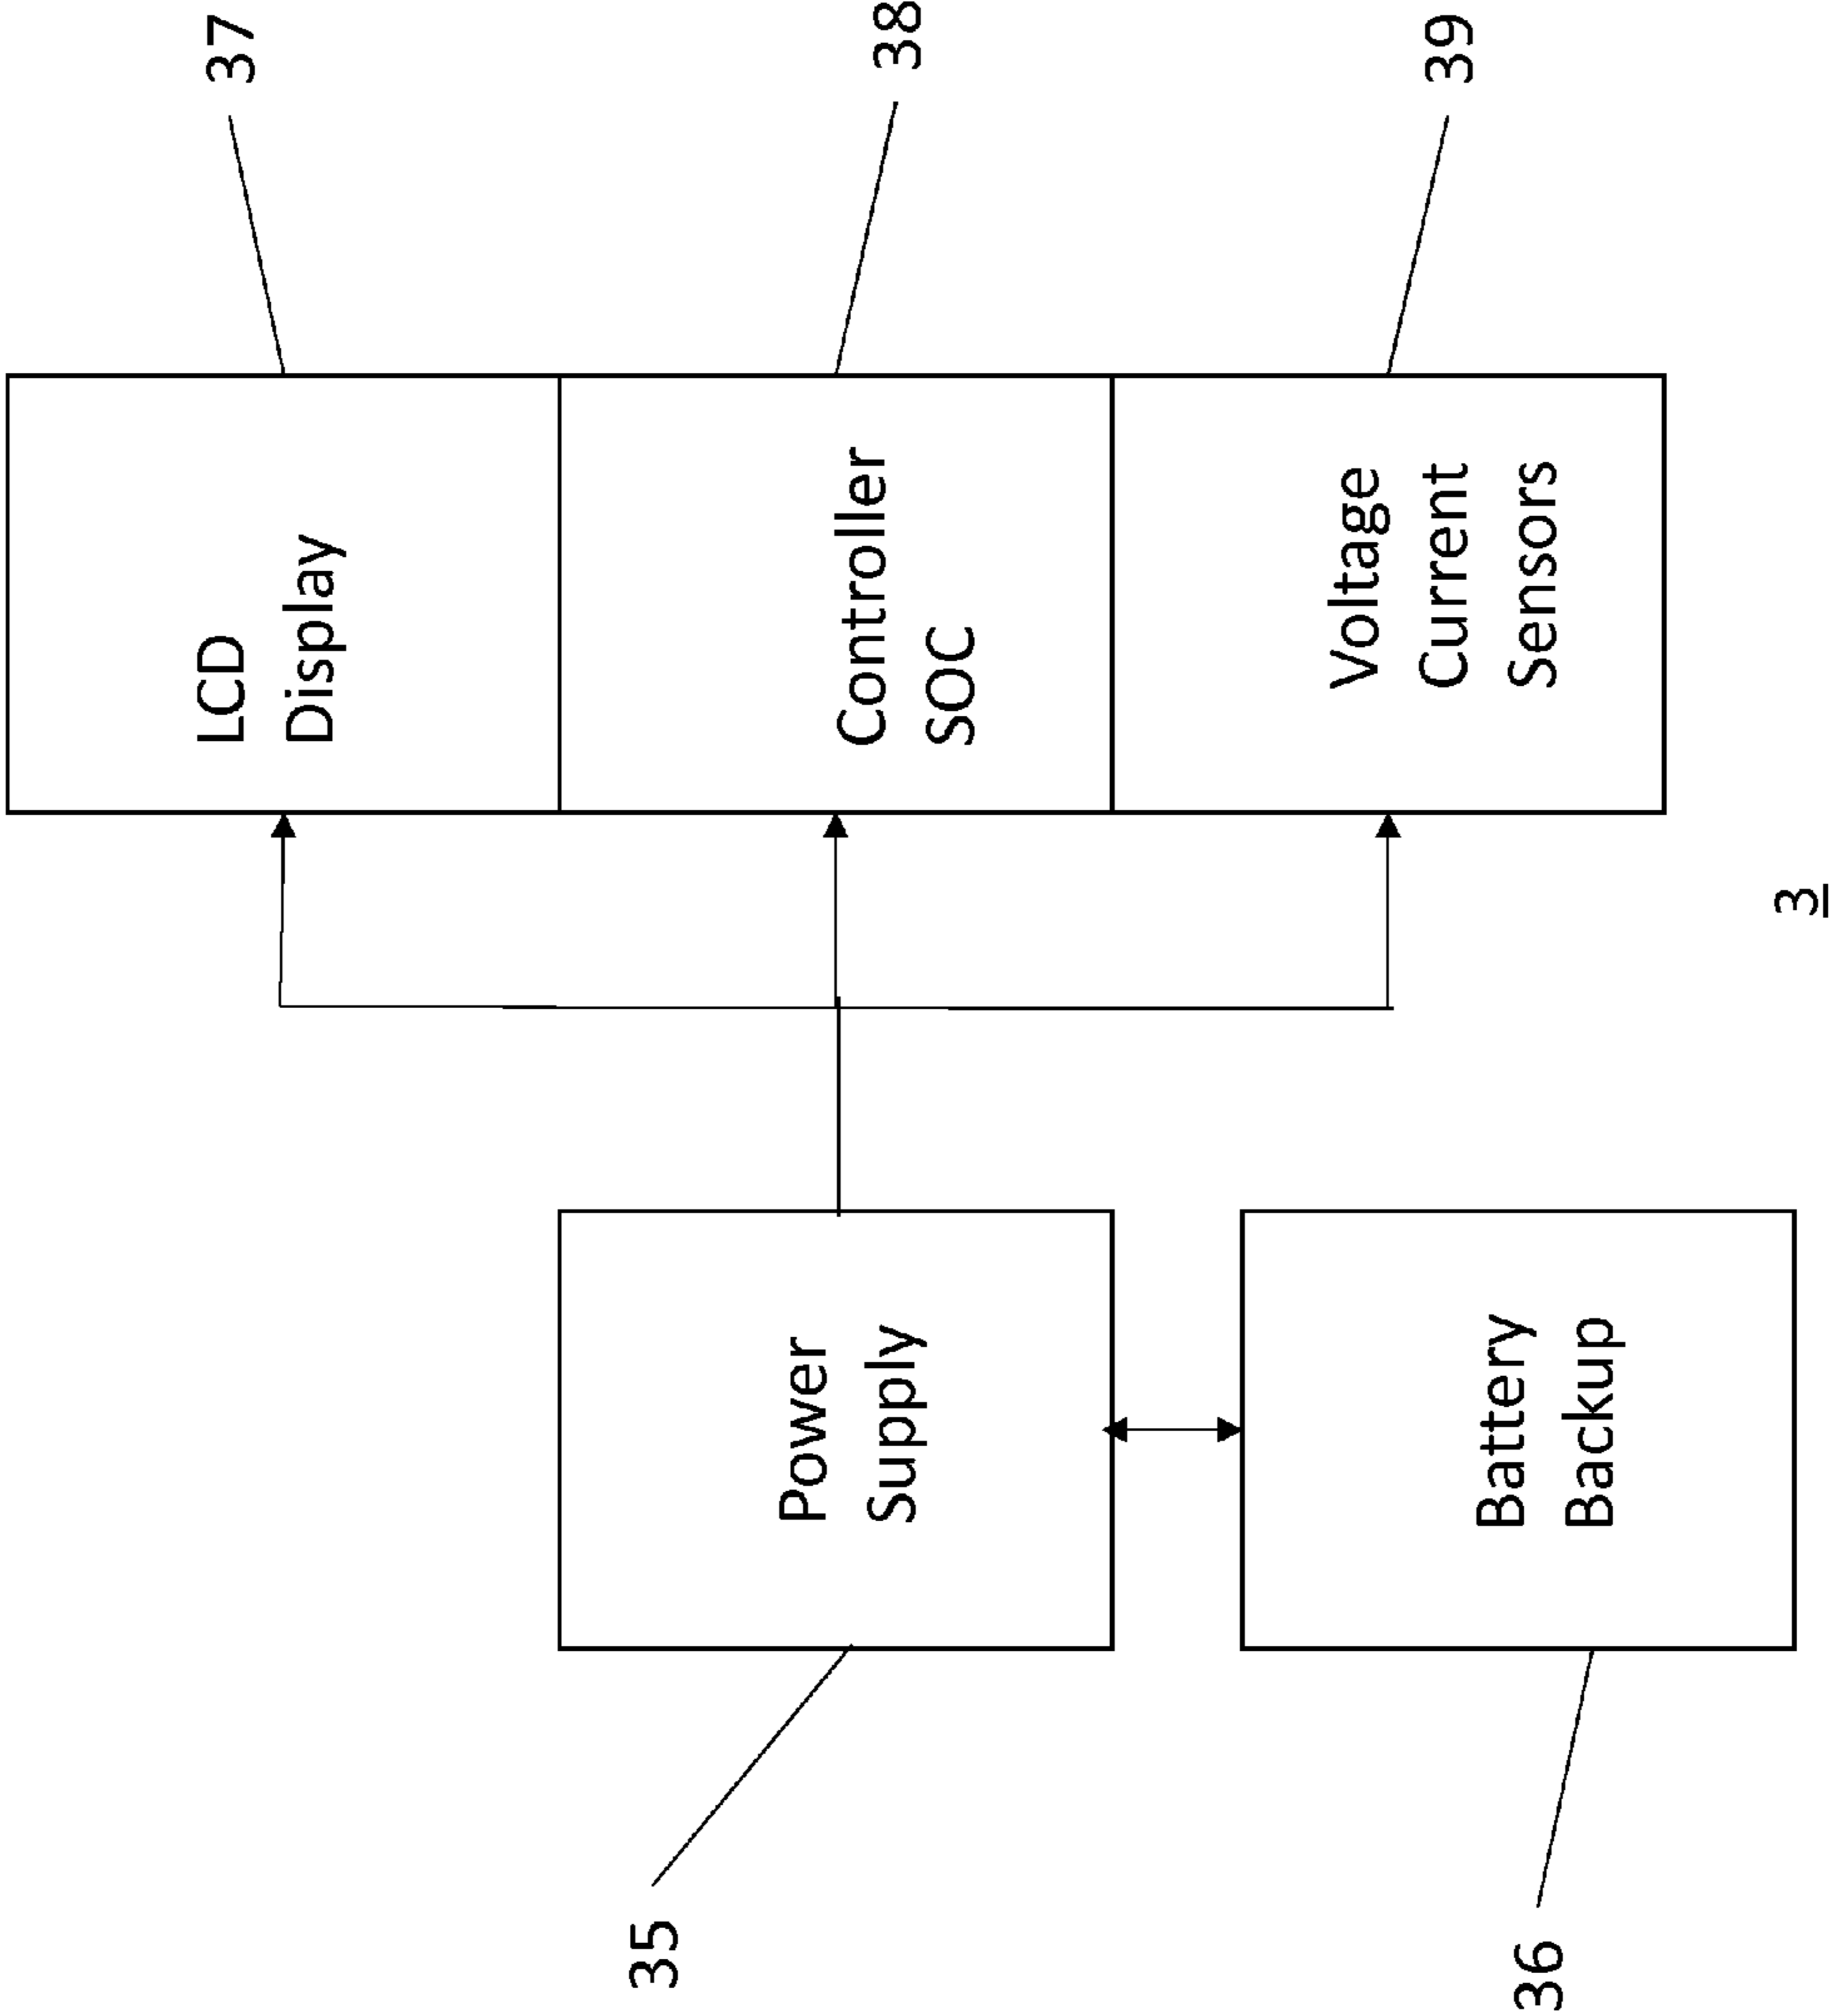 37
LCD
Display
38
Controller
SOC
39
Voltage
Current
Sensors
35
Power
Supply
36
Battery
Backup
3